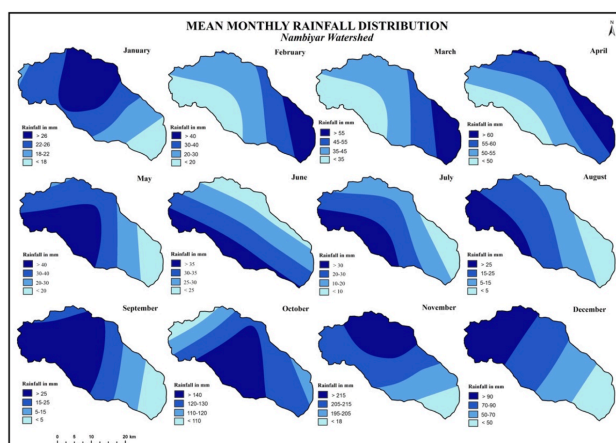 MEAN MONTHLY RAINFALL DISTRIBUTION
Nambiyar Watershed
N
January
Rainfall in mm
> 26
22-26
18-22
< 18
February
Rainfall in mm
> 40
30-40
20-30
< 20
March
Rainfall in mm
> 55
45-55
35-45
< 35
April
Rainfall in mm
> 60
55-60
50-55
< 50
May
Rainfall in mm
> 40
30-40
20-30
< 20
June
Rainfall in mm
> 35
30-35
25-30
< 25
July
Rainfall in mm
> 30
20-30
10-20
< 10
August
Rainfall in mm
> 25
15-25
5-15
< 5
September
Rainfall in mm
> 25
15-25
5-15
< 5
October
Rainfall in mm
> 140
120-130
110-120
< 110
November
Rainfall in mm
> 215
205-215
195-205
< 18
December
Rainfall in mm
> 90
70-90
50-70
< 50
0 5 10 20 km